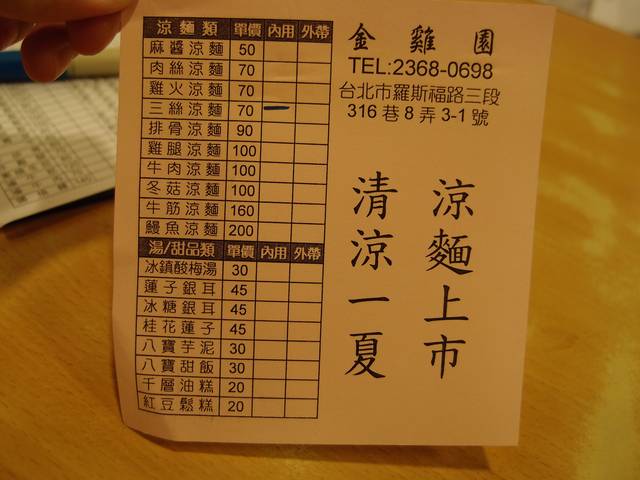 涼麵類 單價 內用 外帶
麻醬涼麵 50
肉絲涼麵 70
雞火涼麵 70
三絲涼麵 70
排骨涼麵 90
雞腿涼麵 100
牛肉涼麵 100
冬菇涼麵 100
牛筋涼麵 160
鰻魚涼麵 200
湯/甜品類 單價 內用 外帶
冰鎮酸梅湯 30
蓮子銀耳 45
冰糖銀耳 45
桂花蓮子 45
八寶芋泥 30
八寶甜飯 30
千層油糕 20
紅豆鬆糕 20
金雞園
TEL:2368-0698
台北市羅斯福路三段
316巷8弄3-1號
涼麵上市
清涼一夏